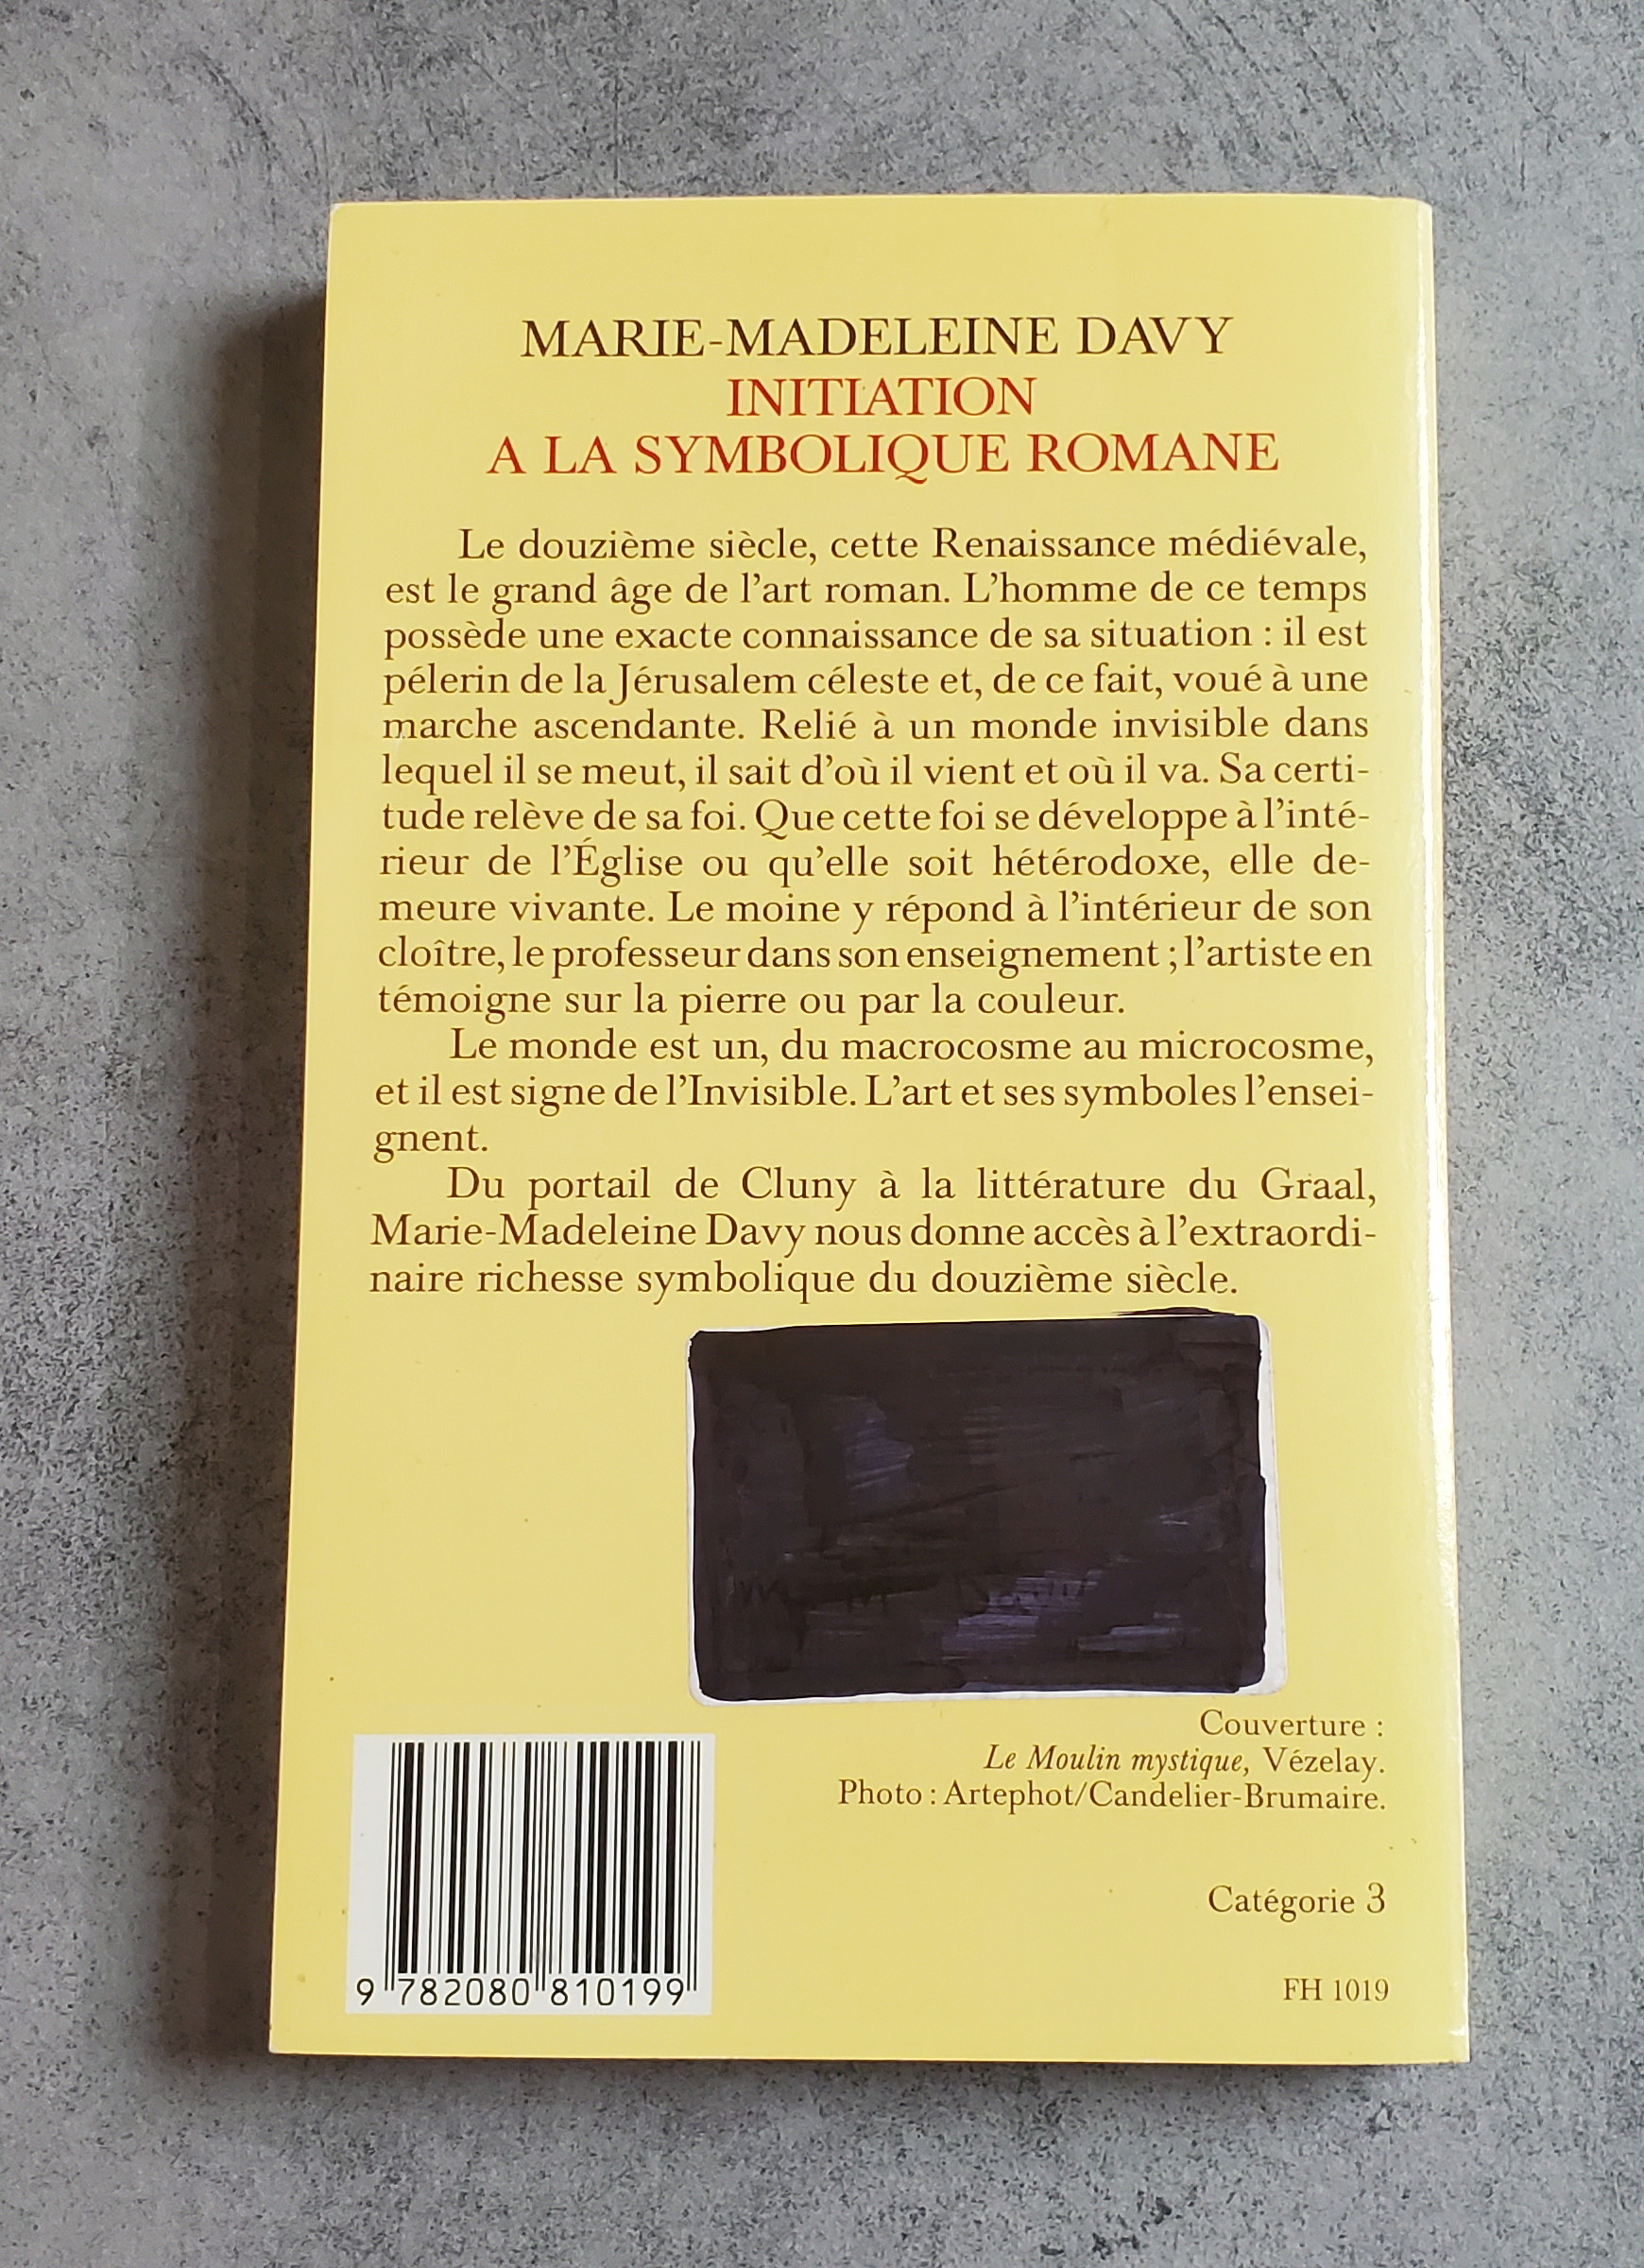 MARIE-MADELEINE DAVY
INITIATION
A LA SYMBOLIQUE ROMANE
Le douzième siècle, cette Renaissance médiévale,
est le grand âge de l'art roman. L'homme de ce temps
possède une exacte connaissance de sa situation : il est
pélerin de la Jérusalem céleste et, de ce fait, voué à une
marche ascendante. Relié à un monde invisible dans
lequel il se meut, il sait d'où il vient et où il va. Sa certi-
tude relève de sa foi. Que cette foi se développe à l'inté-
rieur de l'Église ou qu'elle soit hétérodoxe, elle de-
meure vivante. Le moine y répond à l'intérieur de son
cloître, le professeur dans son enseignement ; l'artiste en
témoigne sur la pierre ou par la couleur.
Le monde est un, du macrocosme au microcosme,
et il est signe de l'Invisible. L'art et ses symboles l'ensei-
gnent.
Du portail de Cluny à la littérature du Graal,
Marie-Madeleine Davy nous donne accès à l'extraordi-
naire richesse symbolique du douzième siècle.
Couverture :
Le Moulin mystique, Vézelay.
Photo : Artephot/Candelier-Brumaire.
Catégorie 3
9 782080 810199
FH 1019